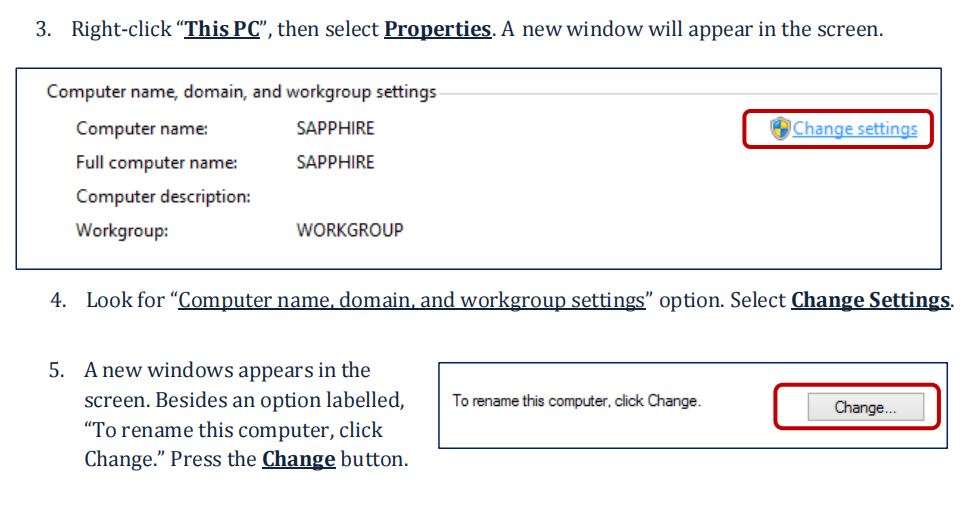 3. Right-click “This PC”, then select Properties. A new window will appear in the screen.
Computer name, domain, and workgroup settings
Computer name: SAPPHIRE Change settings
Full computer name: SAPPHIRE
Computer description:
Workgroup: WORKGROUP
4. Look for “Computer name, domain, and workgroup settings” option. Select Change Settings.
5. A new windows appears in the
screen. Besides an option labelled,
“To rename this computer, click
Change.” Press the Change button.
To rename this computer, click Change. Change...